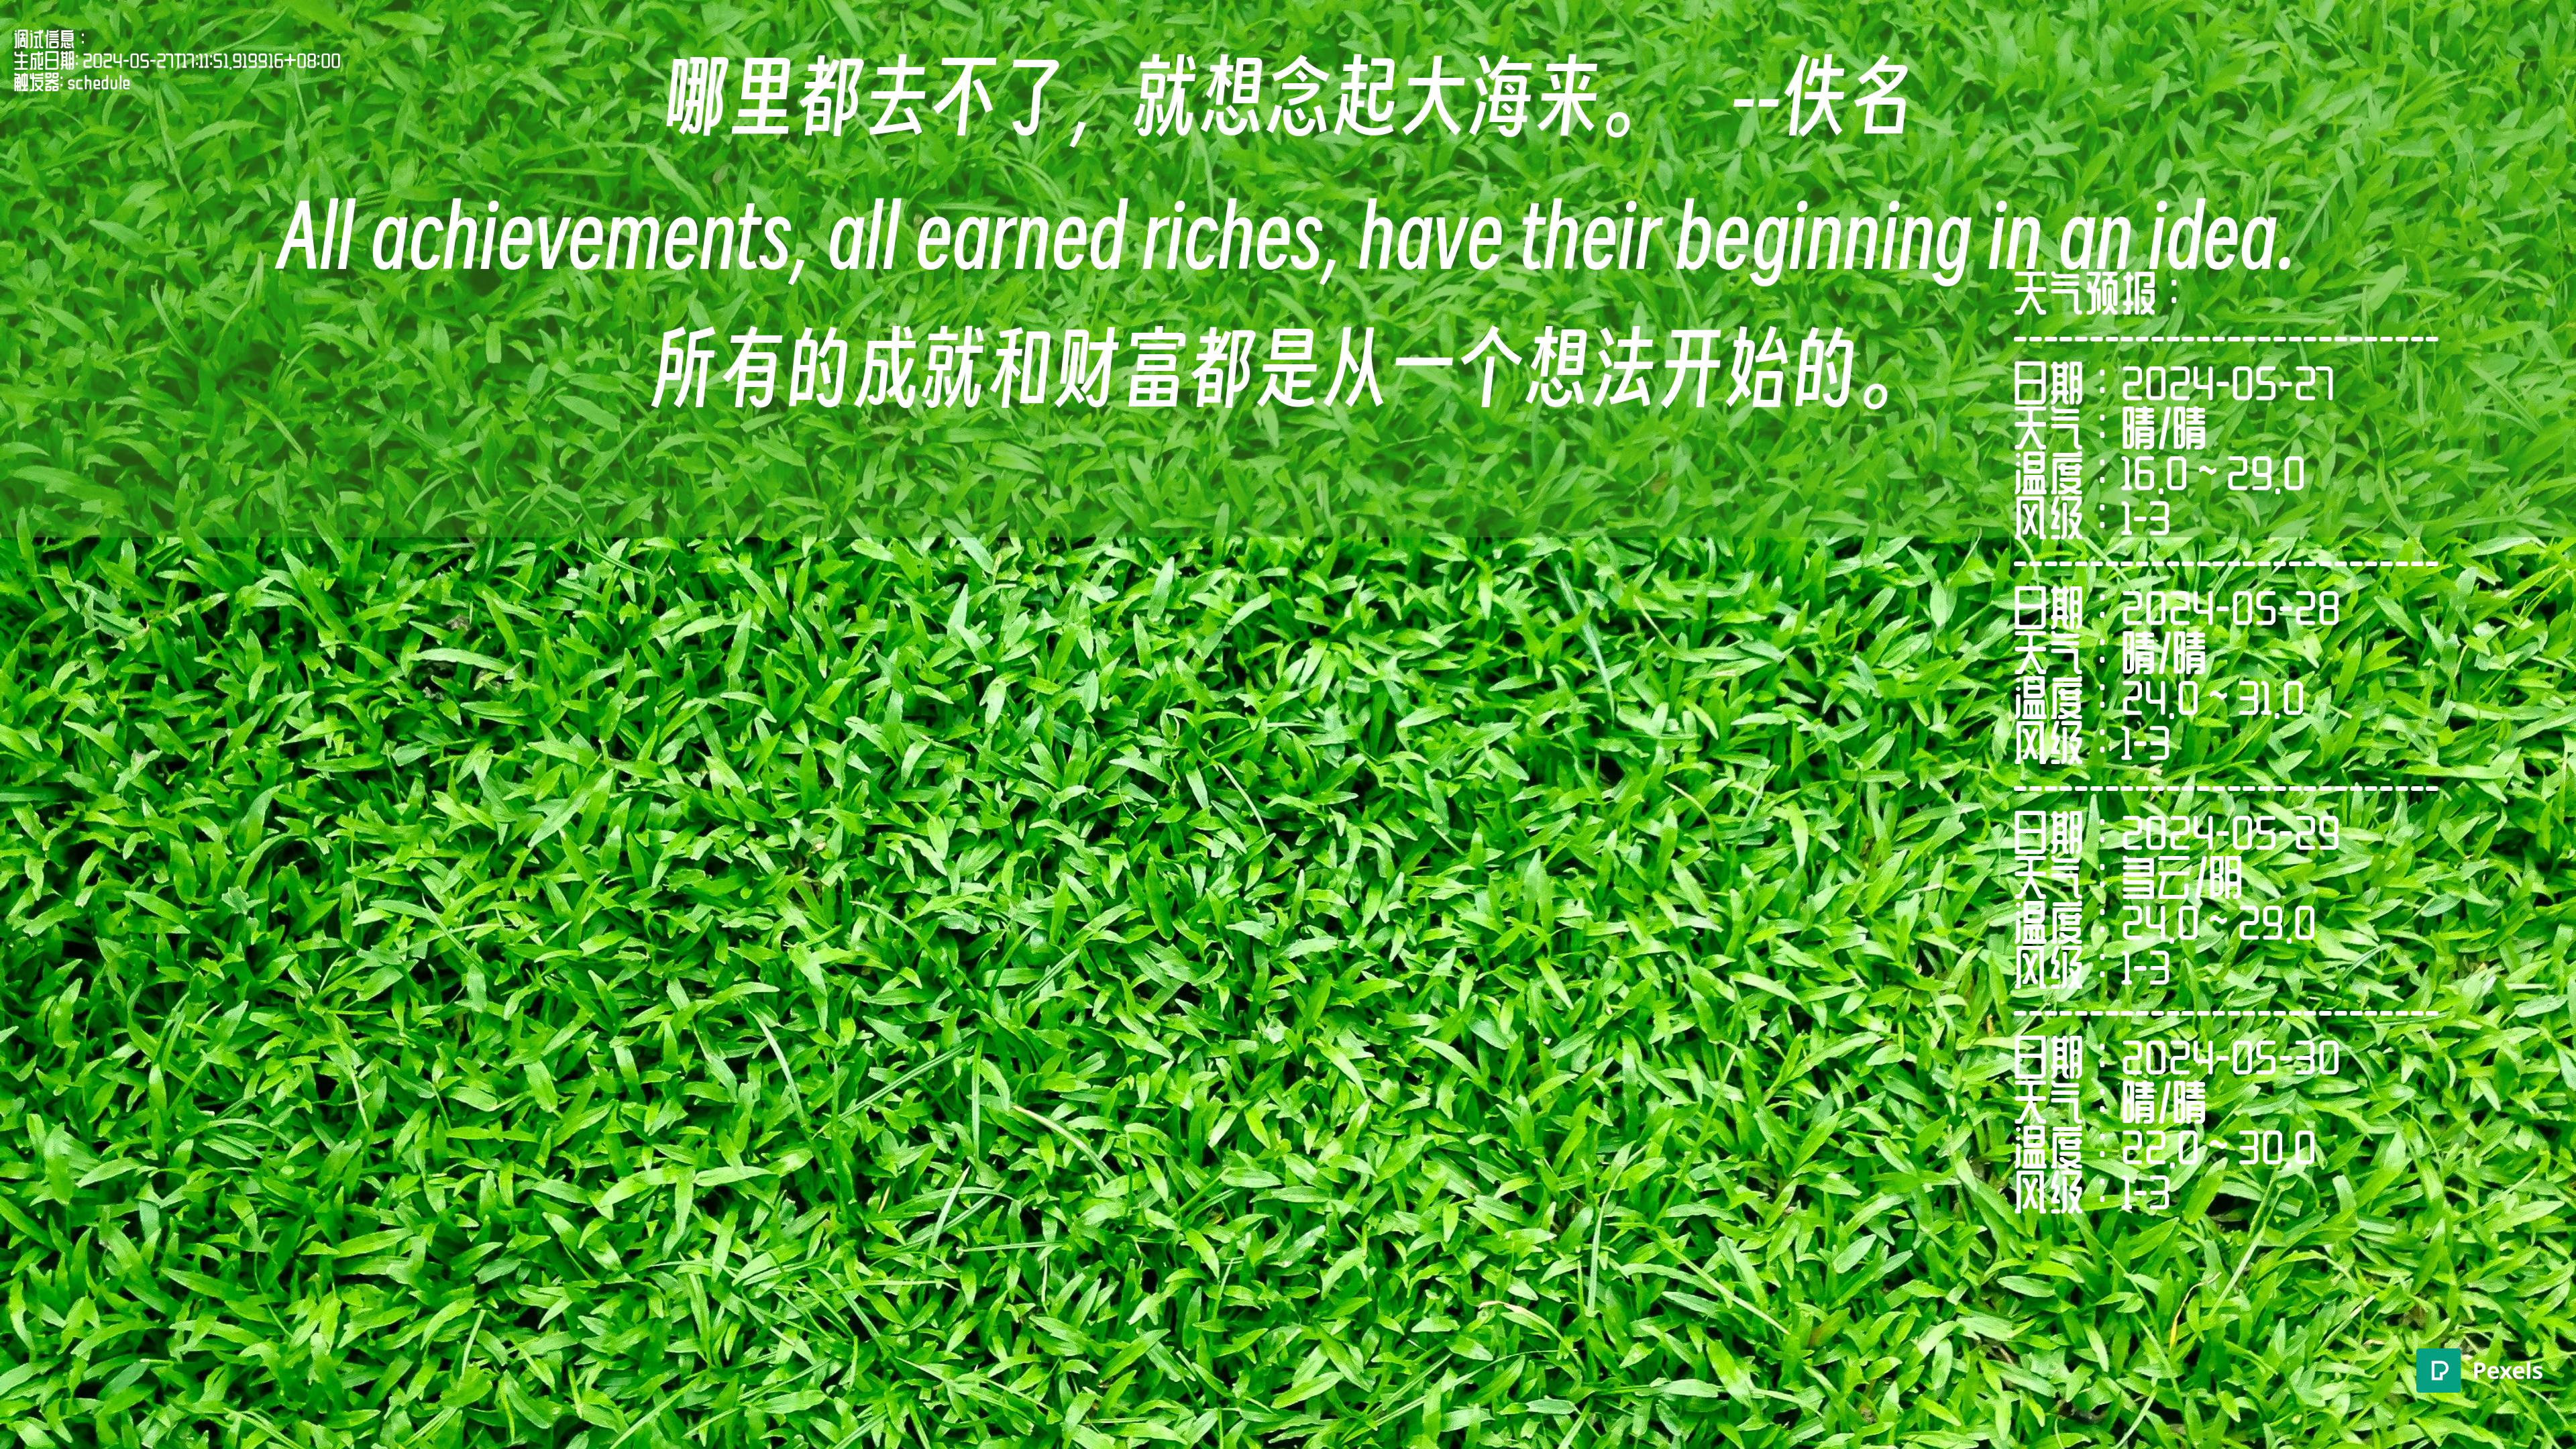 调试信息：
生成日期: 2024-05-27T17:11:51.919916+08:00
触发器: schedule
哪里都去不了，就想念起大海来。 --佚名
All achievements, all earned riches, have their beginning in an idea.
所有的成就和财富都是从一个想法开始的。
天气预报：
------------------------------
日期：2024-05-27
天气：晴/晴
温度：16.0 ~ 29.0
风级：1-3
------------------------------
日期：2024-05-28
天气：晴/晴
温度：24.0 ~ 31.0
风级：1-3
------------------------------
日期：2024-05-29
天气：多云/阴
温度：24.0 ~ 29.0
风级：1-3
------------------------------
日期：2024-05-30
天气：晴/晴
温度：22.0 ~ 30.0
风级：1-3
Pexels